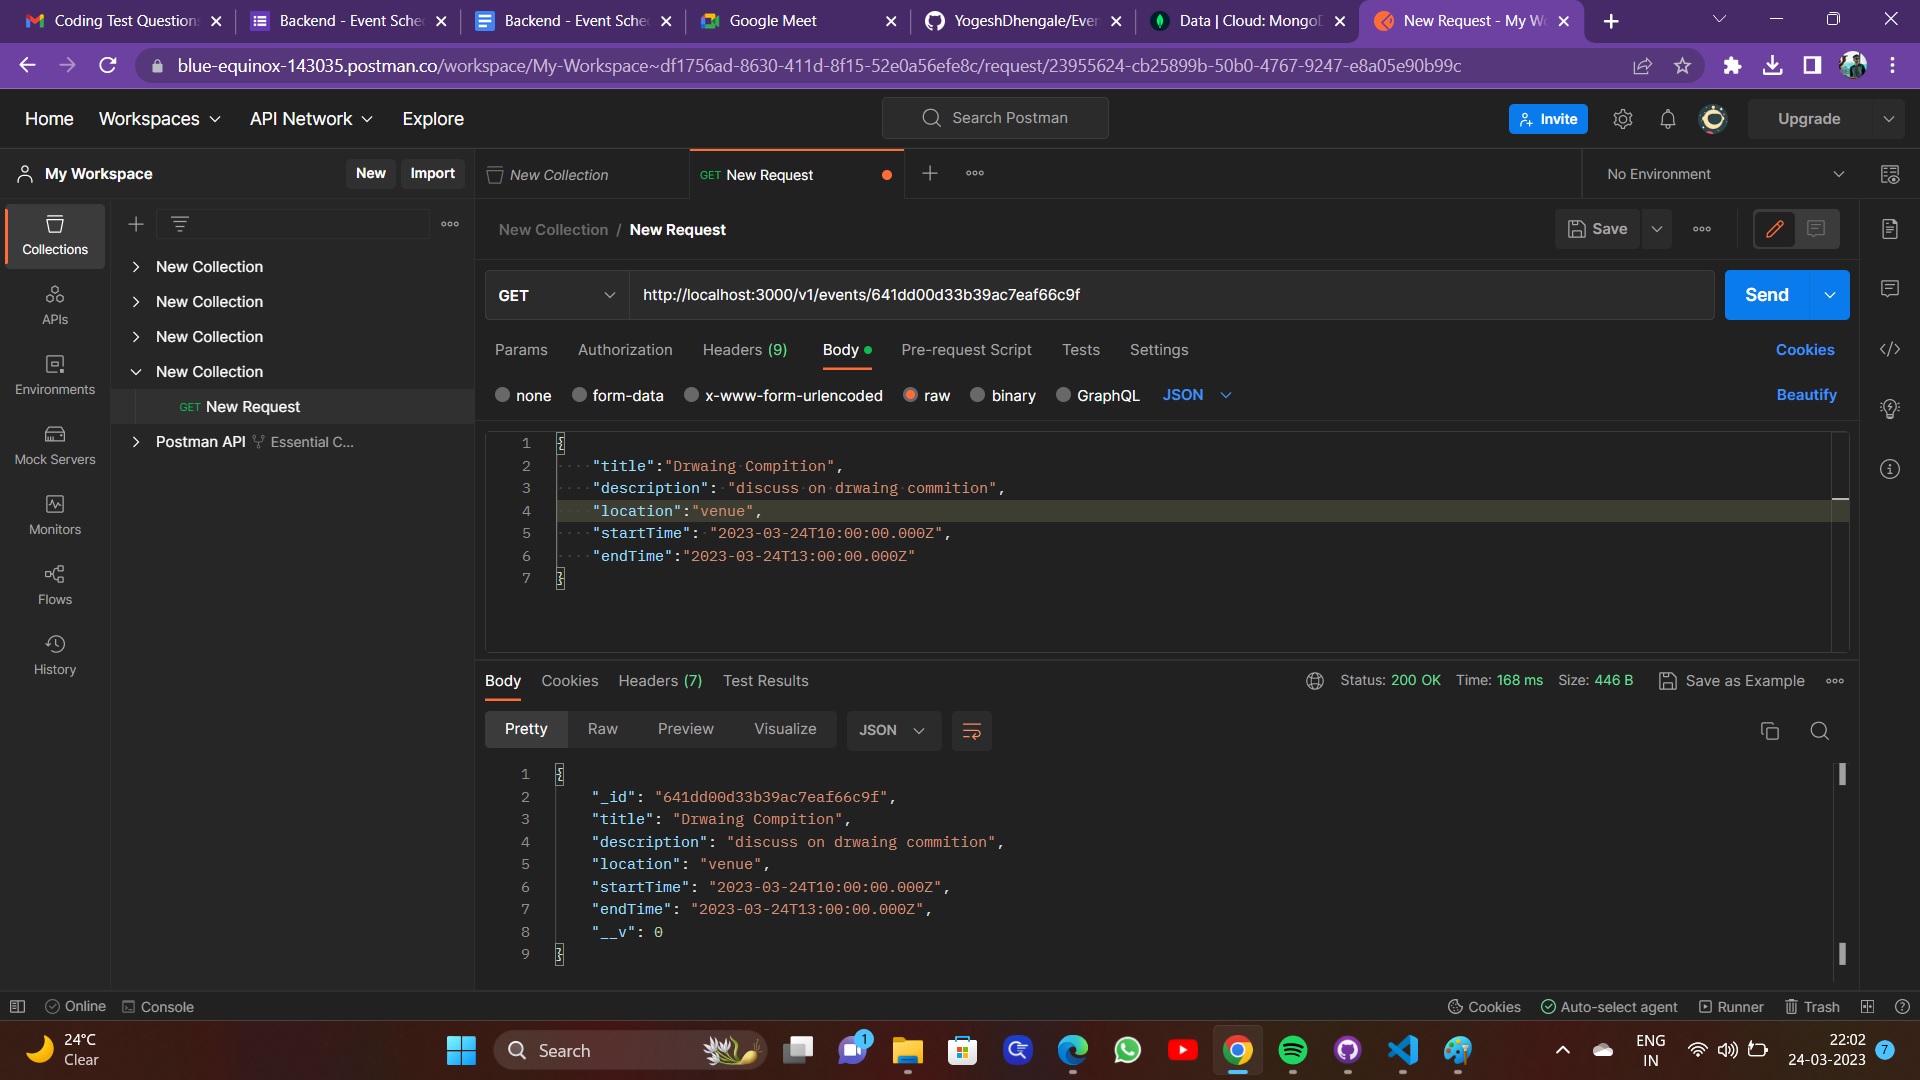 Coding Test Question
Backend - Event Sche
Backend - Event Sche
Google Meet
YogeshDhengale/Even
Data | Cloud: MongoD
New Request - My Wo
blue-equinox-143035.postman.co/workspace/My-Workspace~df1756ad-8630-411d-8f15-52e0a56efe8c/request/23955624-cb25899b-50b0-4767-9247-e8a05e90b99c
Home Workspaces API Network Explore
Search Postman
Invite
Upgrade
My Workspace
New Import
New Collection
GET New Request
No Environment
Collections
New Collection / New Request
Save
New Collection
New Collection
New Collection
New Collection
GET New Request
Postman API Essential C...
APIs
Environments
Mock Servers
Monitors
Flows
History
GET http://localhost:3000/v1/events/641dd00d33b39ac7eaf66c9f
Send
Params Authorization Headers (9) Body Pre-request Script Tests Settings
Cookies
none form-data x-www-form-urlencoded raw binary GraphQL JSON
Beautify
1 {
2 "title":"Drwaing Compition",
3 "description": "discuss on drwaing commition",
4 "location":"venue",
5 "startTime": "2023-03-24T10:00:00.000Z",
6 "endTime":"2023-03-24T13:00:00.000Z"
7 }
Body Cookies Headers (7) Test Results
Status: 200 OK Time: 168 ms Size: 446 B Save as Example
Pretty Raw Preview Visualize JSON
1 {
2 "_id": "641dd00d33b39ac7eaf66c9f",
3 "title": "Drwaing Compition",
4 "description": "discuss on drwaing commition",
5 "location": "venue",
6 "startTime": "2023-03-24T10:00:00.000Z",
7 "endTime": "2023-03-24T13:00:00.000Z",
8 "__v": 0
9 }
Online Console
Cookies Auto-select agent Runner Trash
24°C
Clear
Search
1
ENG
IN
22:02
24-03-2023
7